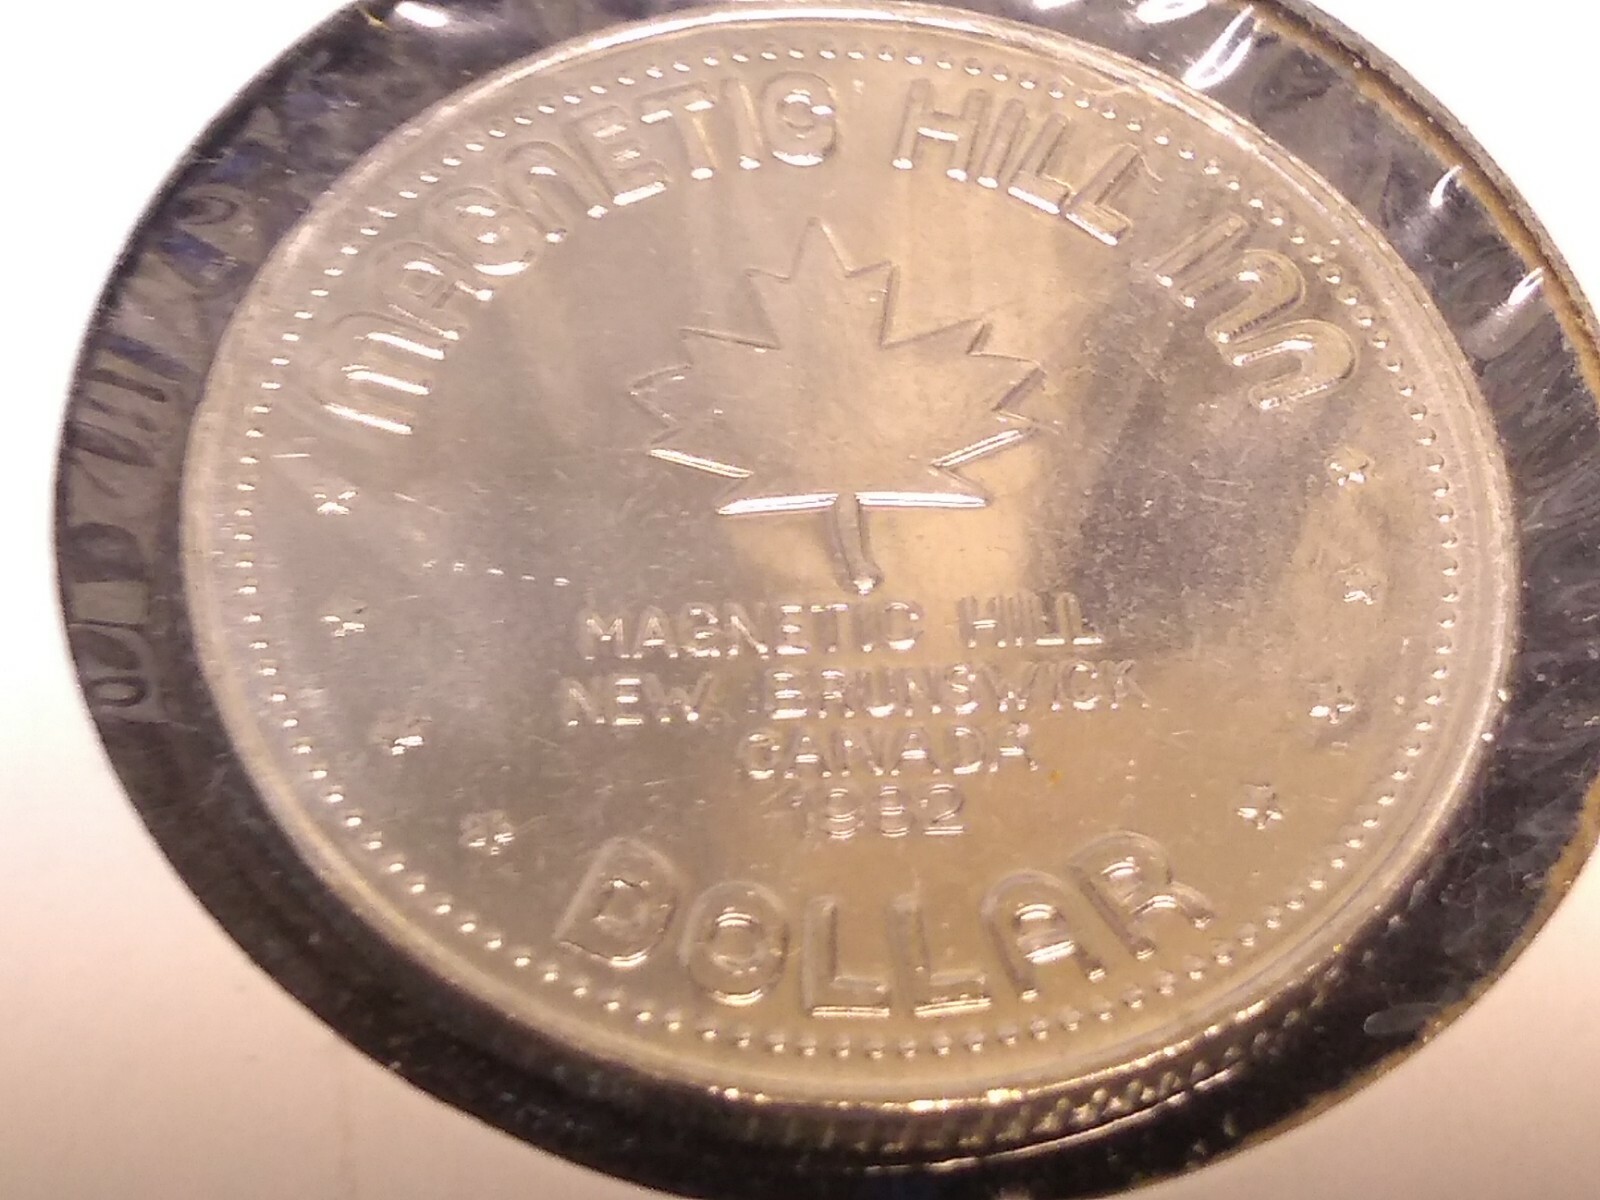 MAGNETIC HILL INN
MAGNETIC HILL
NEW BRUNSWICK
CANADA
1982
DOLLAR